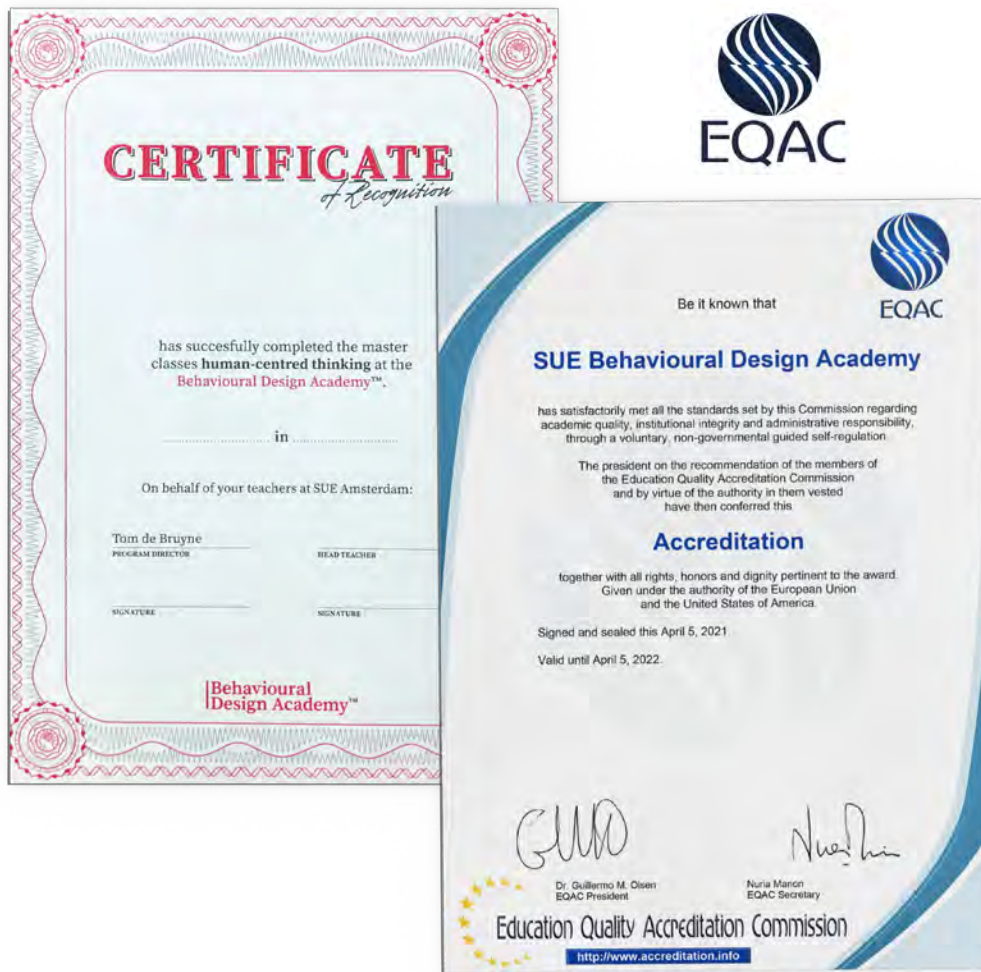 CERTIFICATE
of Recognition
has succesfully completed the master
classes human-centred thinking at the
Behavioural Design Academy™.
........................... in ...........................
On behalf of your teachers at SUE Amsterdam:
Tom de Bruyne
PROGRAM DIRECTOR
HEAD TEACHER
SIGNATURE
SIGNATURE
Behavioural
Design Academy™
EQAC
EQAC
Be it known that
SUE Behavioural Design Academy
has satisfactorily met all the standards set by this Commission regarding
academic quality, institutional integrity and administrative responsibility,
through a voluntary, non-governmental guided self-regulation
The president on the recommendation of the members of
the Education Quality Accreditation Commission
and by virtue of the authority in them vested
have then conferred this
Accreditation
together with all rights, honors and dignity pertinent to the award.
Given under the authority of the European Union
and the United States of America
Signed and sealed this April 5, 2021
Valid until April 5, 2022.
Dr. Guillermo M. Olsen
EQAC President
Nuria Marion
EQAC Secretary
Education Quality Accreditation Commission
http://www.accreditation.info